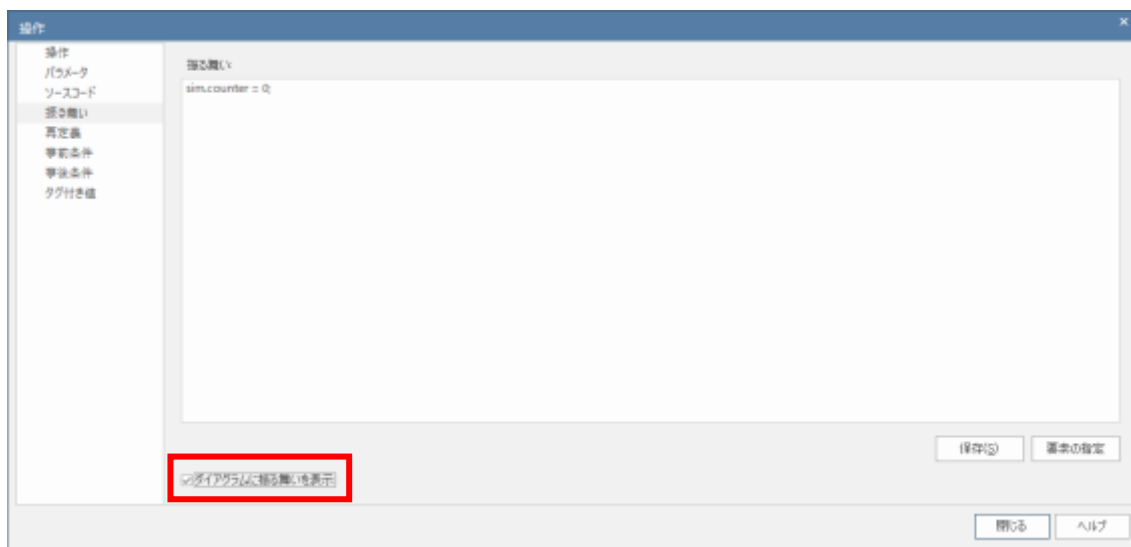 操作
操作
パラメータ
ソースコード
振る舞い
再定義
事前条件
事後条件
タグ付き値
振る舞い:
sim.counter = 0;
保存(S)
要素の指定
ダイアグラムに振る舞いを表示
閉じる
ヘルプ